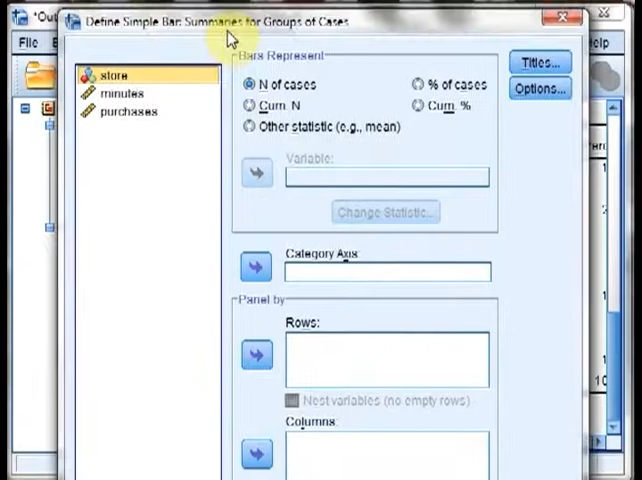 *Out
Define Simple Bar: Summaries for Groups of Cases
File
Help
store
minutes
purchases
Bars Represent
N of cases
% of cases
Cum. N
Cum. %
Other statistic (e.g., mean)
Variable:
Change Statistic...
Category Axis:
Panel by
Rows:
Nest variables (no empty rows)
Columns:
Titles...
Options...